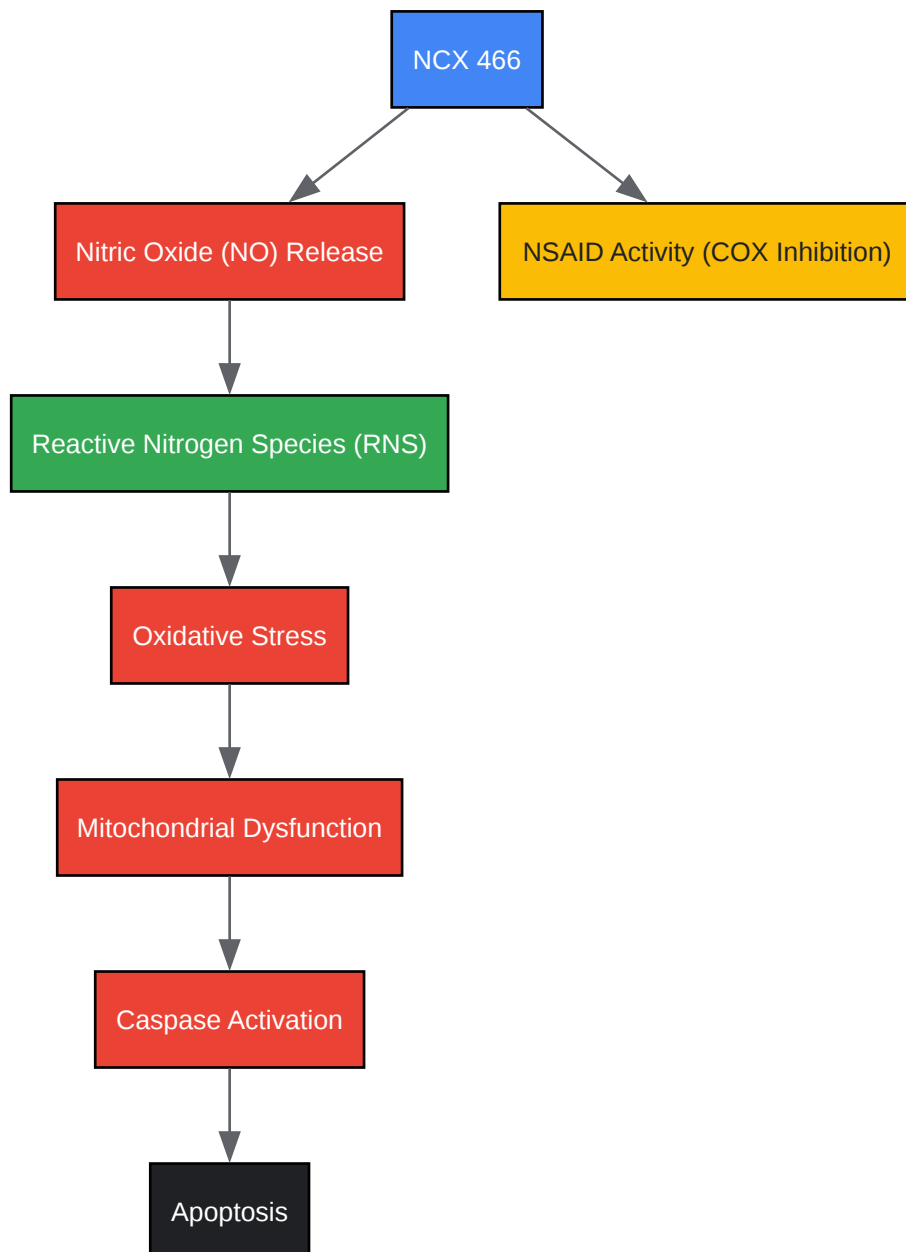 NCX 466
Nitric Oxide (NO) Release
NSAID Activity (COX Inhibition)
Reactive Nitrogen Species (RNS)
Oxidative Stress
Mitochondrial Dysfunction
Caspase Activation
Apoptosis